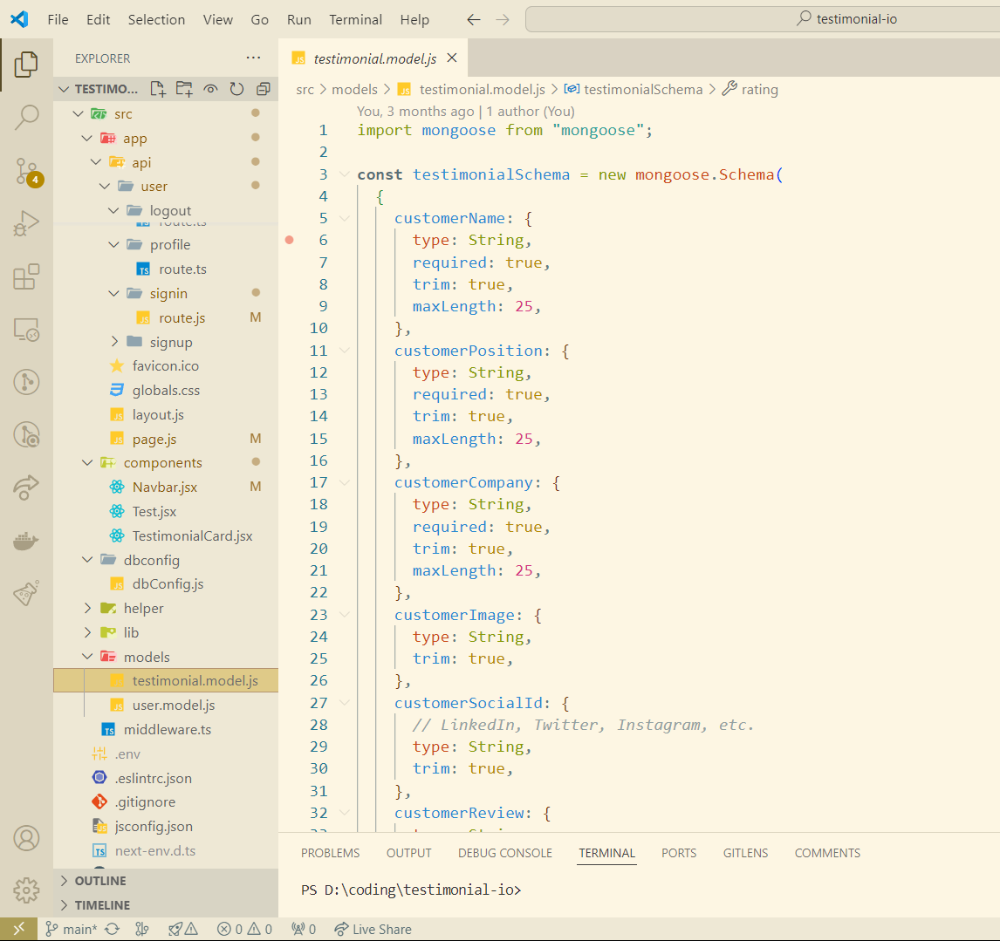 File Edit Selection View Go Run Terminal Help
testimonial-io
EXPLORER
TESTIMO...
src
app
api
user
logout
route.ts
profile
route.ts
signin
route.js M
signup
favicon.ico
globals.css
layout.js
page.js M
components
Navbar.jsx M
Test.jsx
TestimonialCard.jsx
dbconfig
dbConfig.js
helper
lib
models
testimonial.model.js
user.model.js
middleware.ts
.env
.eslintrc.json
.gitignore
jsconfig.json
next-env.d.ts
OUTLINE
TIMELINE
4
testimonial.model.js
src > models > testimonial.model.js > testimonialSchema > rating
You, 3 months ago | 1 author (You)
1 import mongoose from "mongoose";
2
3 const testimonialSchema = new mongoose.Schema(
4 {
5 customerName: {
6 type: String,
7 required: true,
8 trim: true,
9 maxLength: 25,
10 },
11 customerPosition: {
12 type: String,
13 required: true,
14 trim: true,
15 maxLength: 25,
16 },
17 customerCompany: {
18 type: String,
19 required: true,
20 trim: true,
21 maxLength: 25,
22 },
23 customerImage: {
24 type: String,
25 trim: true,
26 },
27 customerSocialId: {
28 // LinkedIn, Twitter, Instagram, etc.
29 type: String,
30 trim: true,
31 },
32 customerReview: {
PROBLEMS OUTPUT DEBUG CONSOLE TERMINAL PORTS GITLENS COMMENTS
PS D:\coding\testimonial-io>
main* 0 0 0 Live Share